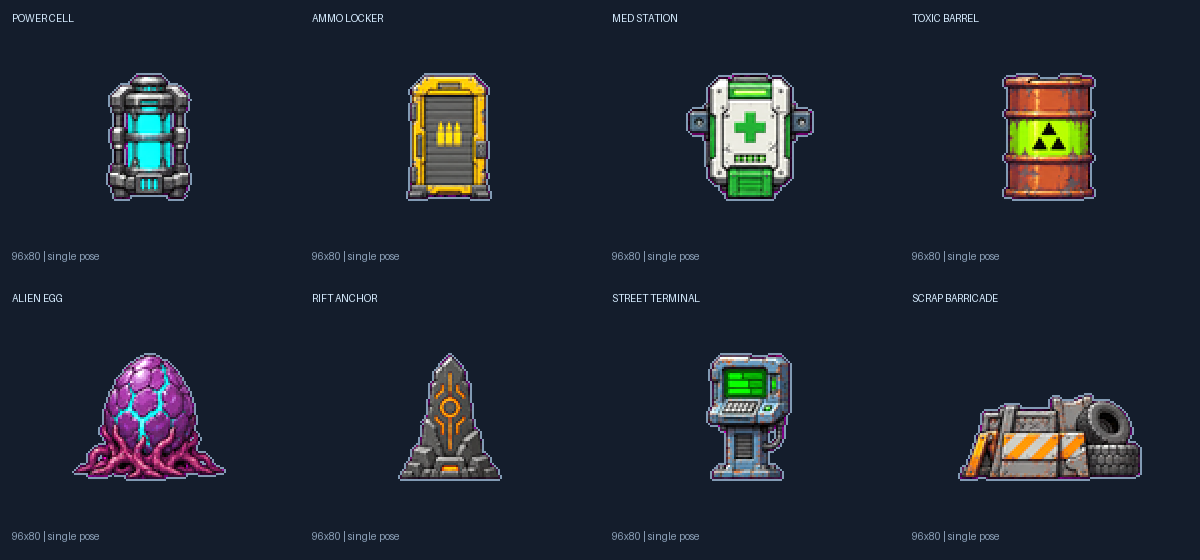 POWER CELL
AMMO LOCKER
MED STATION
TOXIC BARREL
96x80 | single pose
96x80 | single pose
96x80 | single pose
96x80 | single pose
ALIEN EGG
RIFT ANCHOR
STREET TERMINAL
SCRAP BARRICADE
96x80 | single pose
96x80 | single pose
96x80 | single pose
96x80 | single pose